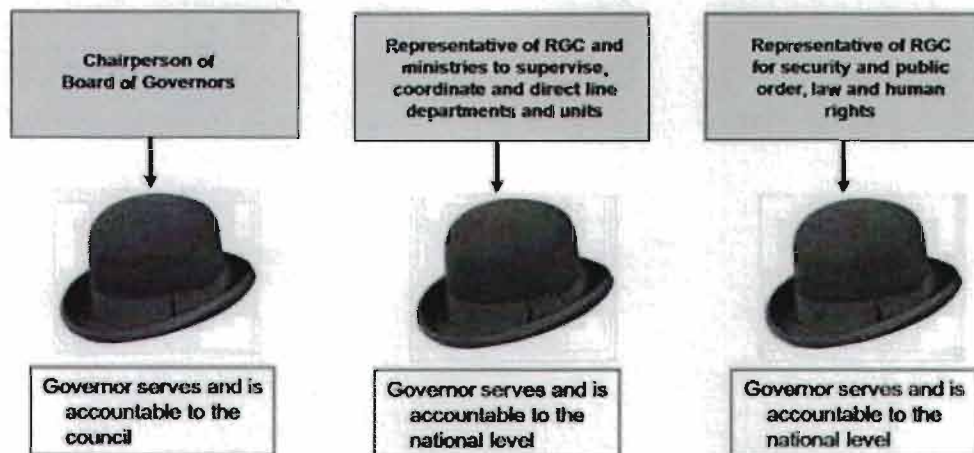 Chairperson of
Board of Governors
Representative of RGC and
ministries to supervise,
coordinate and direct line
departments and units
Representative of RGC
for security and public
order, law and human
rights
Governor serves and is
accountable to the
council
Governor serves and is
accountable to the
national level
Governor serves and is
accountable to the
national level